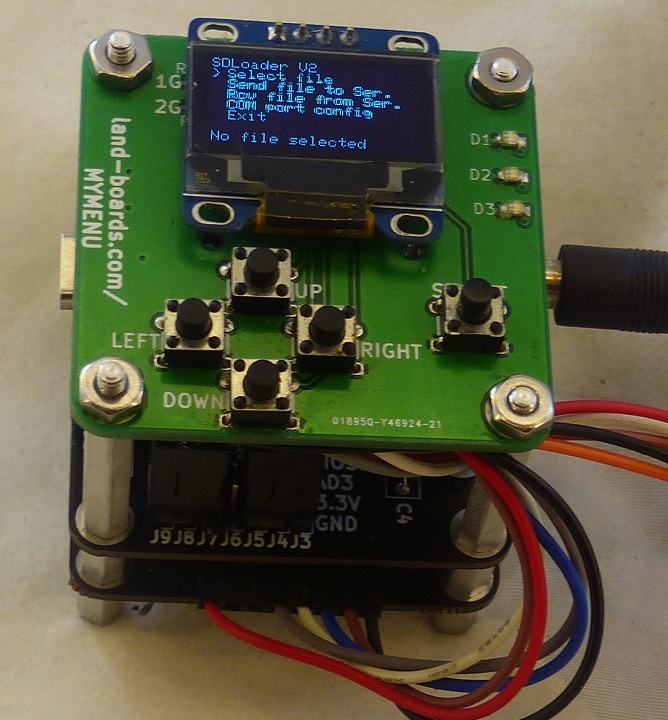 SDLoader V2
> Select file
Send file to Ser.
Rcv file from Ser.
COM port config
Exit
No file selected
1G
2G
land-boards.com/
MYMENU
D1
D2
D3
UP
LEFT
RIGHT
DOWN
01895Q-Y46924-21
AD3
3.3V
GND
C4
J9J8J7J6J5J4J3